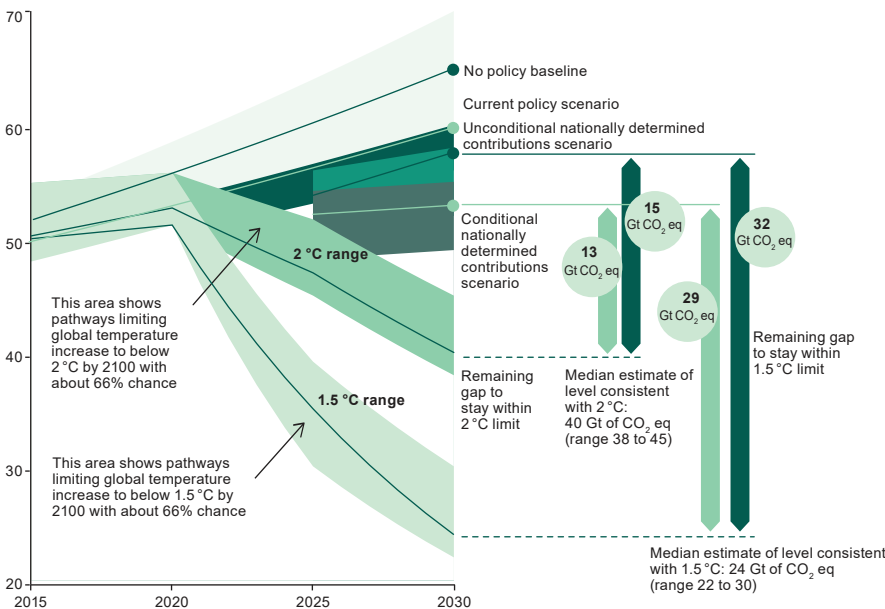 70
60
50
40
30
20
2015
2020
2025
2030
No policy baseline
Current policy scenario
Unconditional nationally determined
contributions scenario
Conditional
nationally
determined
contributions
scenario
2 °C range
1.5 °C range
This area shows
pathways limiting
global temperature
increase to below
2 °C by 2100 with
about 66% chance
This area shows pathways
limiting global temperature
increase to below 1.5 °C by
2100 with about 66% chance
13
Gt CO2 eq
15
Gt CO2 eq
29
Gt CO2 eq
32
Gt CO2 eq
Remaining
gap to
stay within
2 °C limit
Median estimate of
level consistent
with 2 °C:
40 Gt of CO2 eq
(range 38 to 45)
Remaining gap
to stay within
1.5 °C limit
Median estimate of level consistent
with 1.5 °C: 24 Gt of CO2 eq
(range 22 to 30)